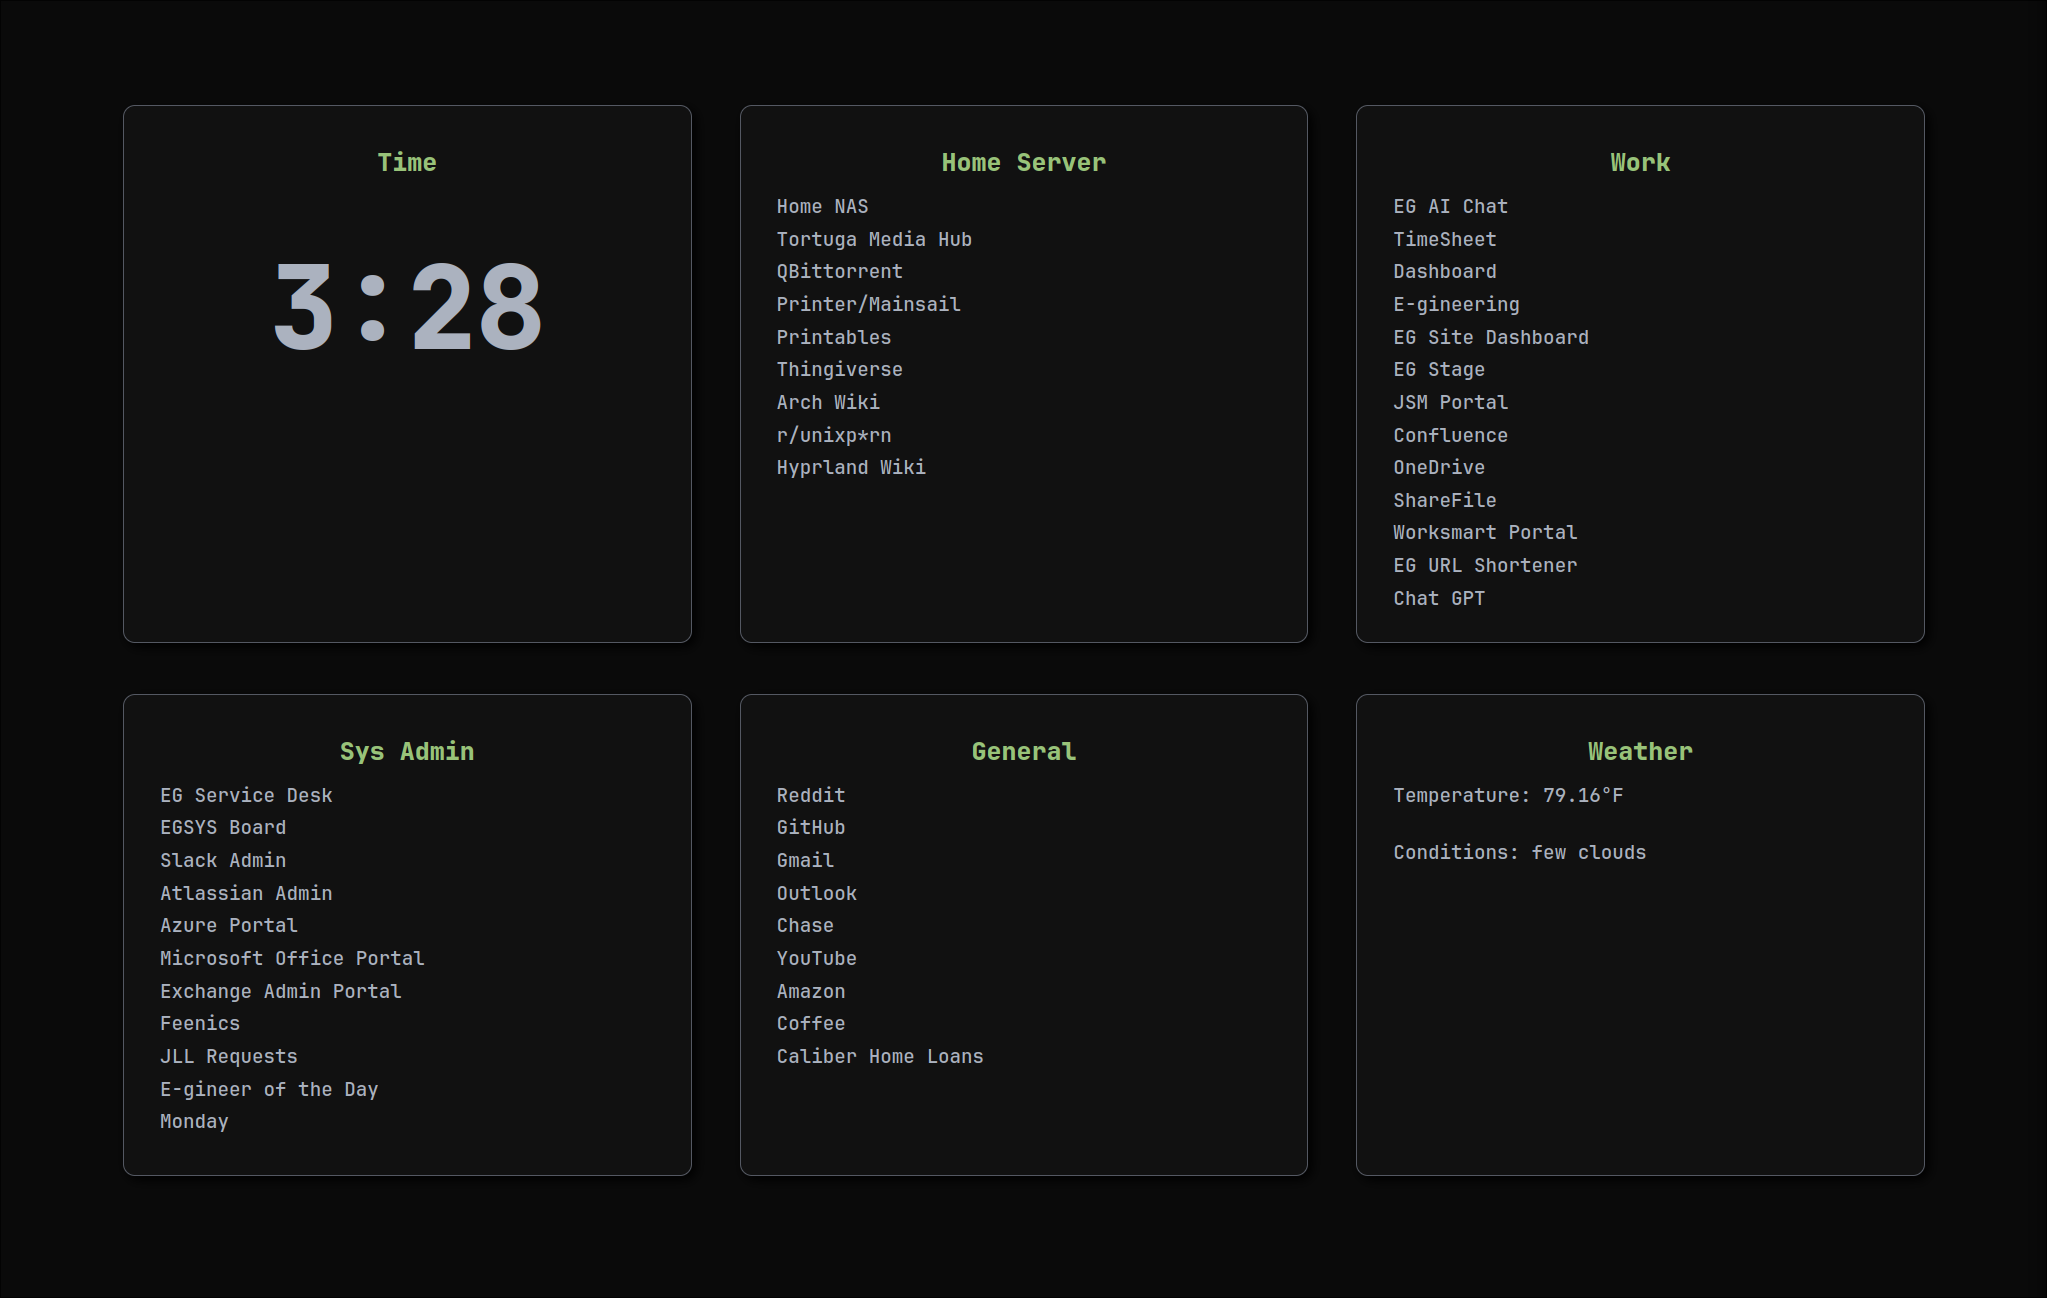 Time
3:28
Home Server
Home NAS
Tortuga Media Hub
QBittorrent
Printer/Mainsail
Printables
Thingiverse
Arch Wiki
r/unixp*rn
Hyprland Wiki
Work
EG AI Chat
TimeSheet
Dashboard
E-gineering
EG Site Dashboard
EG Stage
JSM Portal
Confluence
OneDrive
ShareFile
Worksmart Portal
EG URL Shortener
Chat GPT
Sys Admin
EG Service Desk
EGSYS Board
Slack Admin
Atlassian Admin
Azure Portal
Microsoft Office Portal
Exchange Admin Portal
Feenics
JLL Requests
E-gineer of the Day
Monday
General
Reddit
GitHub
Gmail
Outlook
Chase
YouTube
Amazon
Coffee
Caliber Home Loans
Weather
Temperature: 79.16°F
Conditions: few clouds